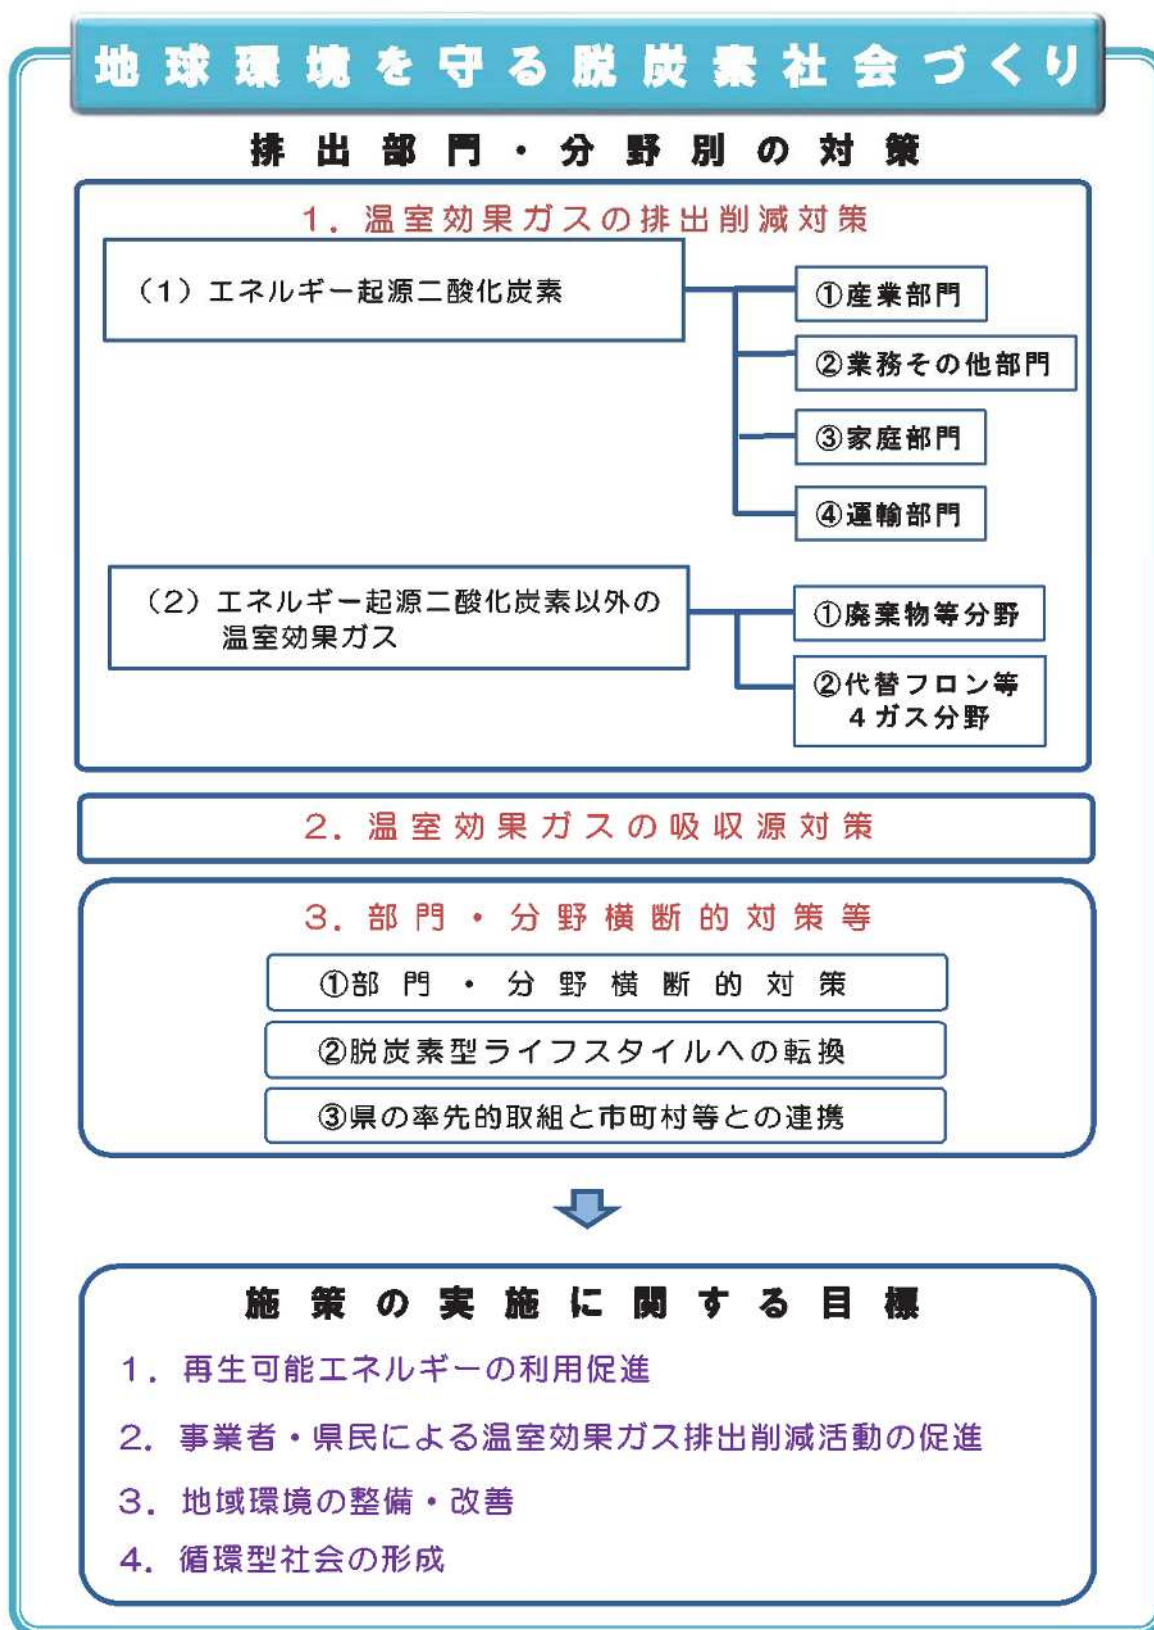 地球環境を守る脱炭素社会づくり
排出部門・分野別の対策
1．温室効果ガスの排出削減対策
（1）エネルギー起源二酸化炭素
①産業部門
②業務その他部門
③家庭部門
④運輸部門
（2）エネルギー起源二酸化炭素以外の
温室効果ガス
①廃棄物等分野
②代替フロン等
4ガス分野
2．温室効果ガスの吸収源対策
3．部門・分野横断的対策等
①部門・分野横断的対策
②脱炭素型ライフスタイルへの転換
③県の率先的取組と市町村等との連携
施策の実施に関する目標
1．再生可能エネルギーの利用促進
2．事業者・県民による温室効果ガス排出削減活動の促進
3．地域環境の整備・改善
4．循環型社会の形成